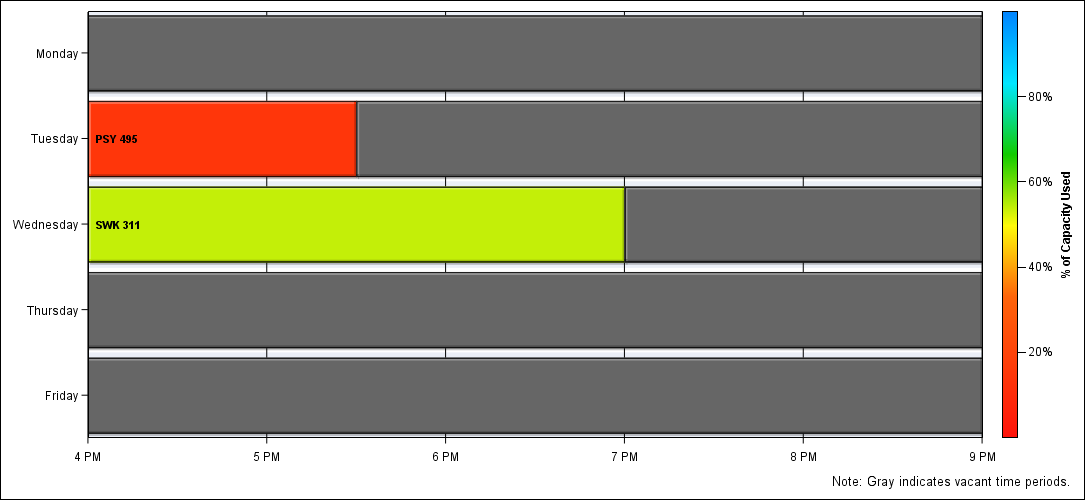 Monday
Tuesday
PSY 495
Wednesday
SWK 311
Thursday
Friday
4 PM
5 PM
6 PM
7 PM
8 PM
9 PM
80%
60%
40%
20%
% of Capacity Used
Note: Gray indicates vacant time periods.